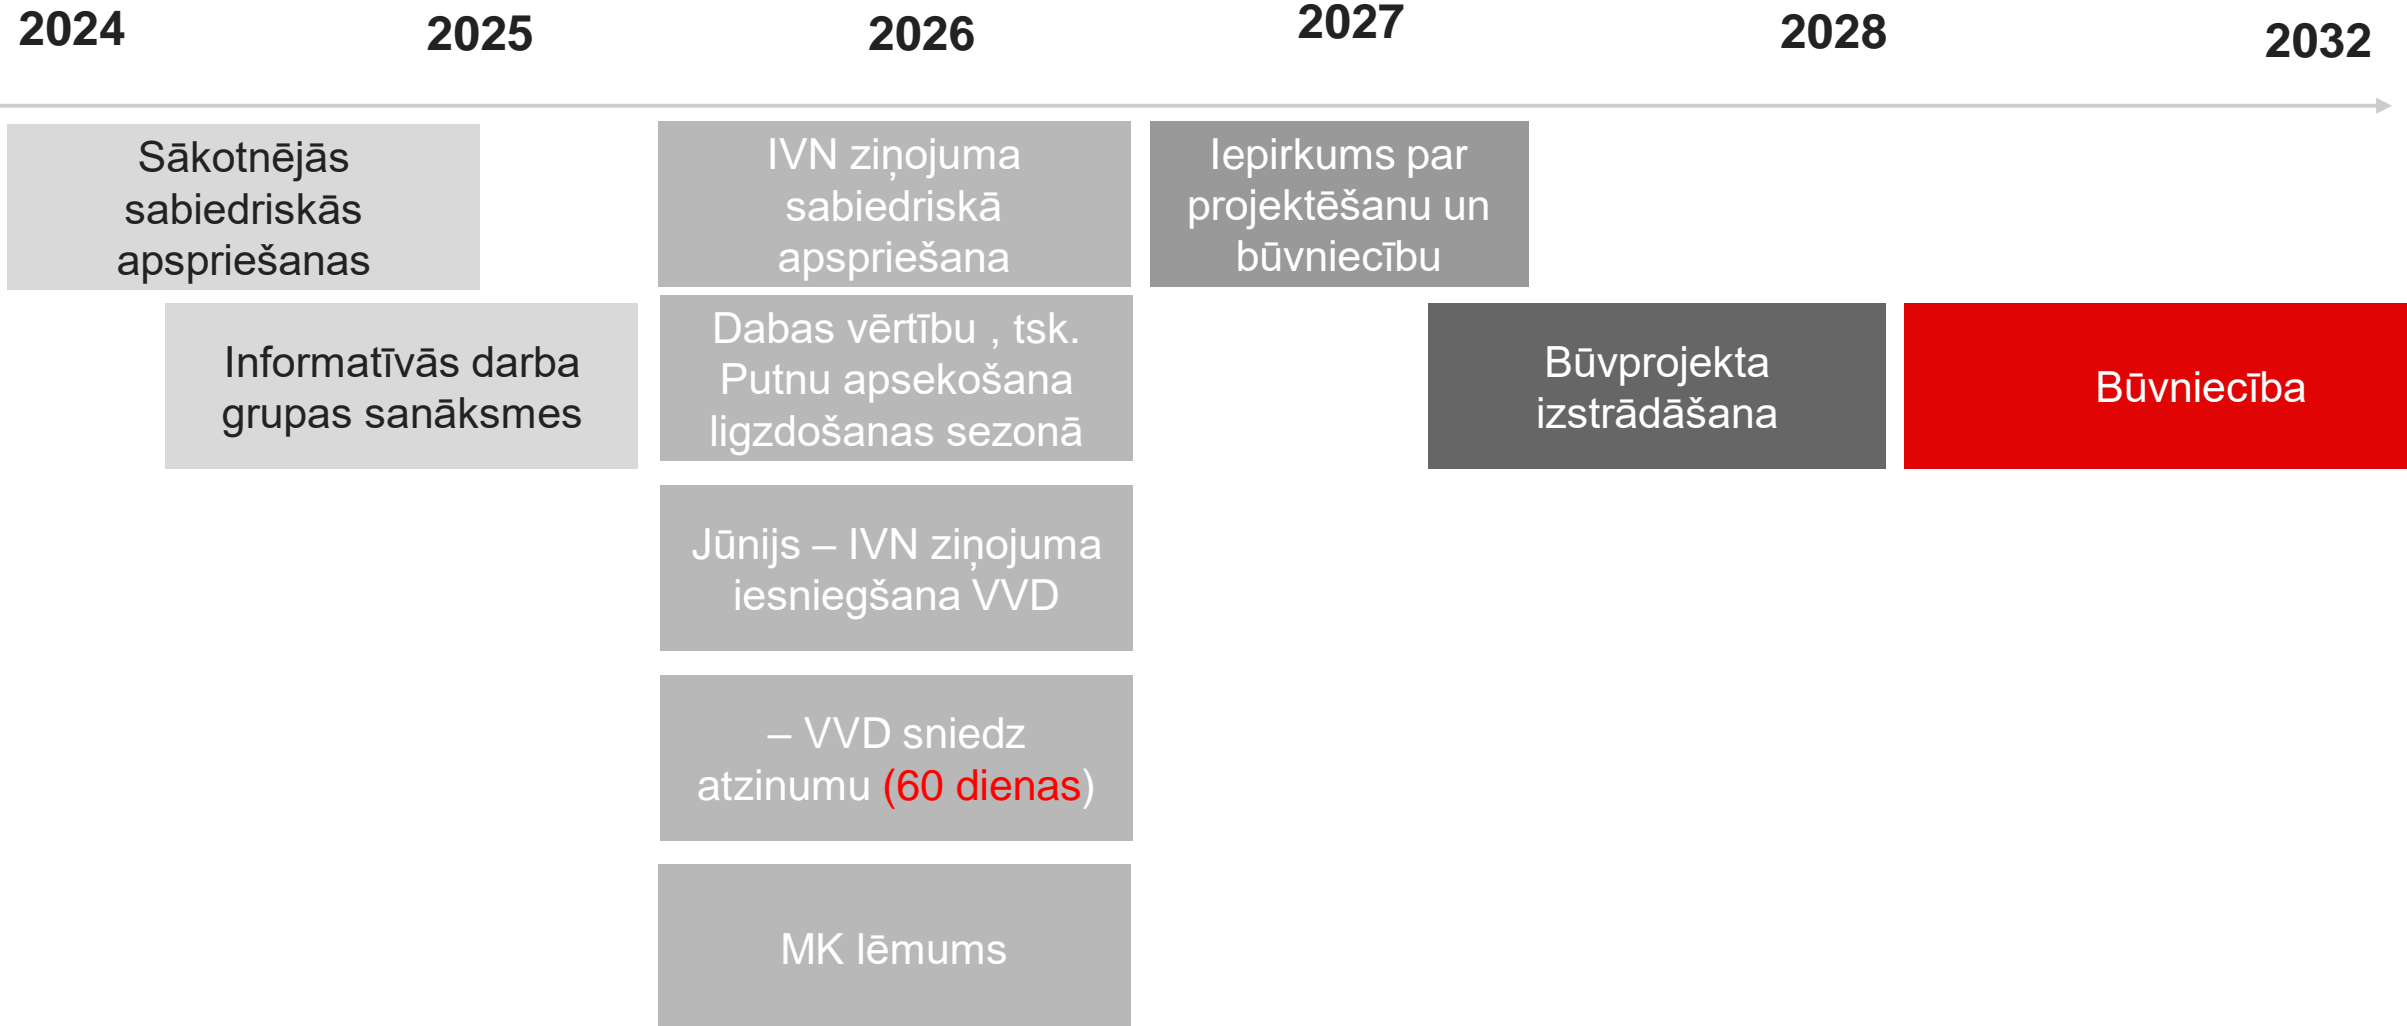 2024
2025
2026
2027
2028
2032
Sākotnējās
sabiedriskās
apspriešanas
Informatīvās darba
grupas sanāksmes
IVN ziņojuma
sabiedriskā
apspriešana
Dabas vērtību , tsk.
Putnu apsekošana
ligzdošanas sezonā
Jūnijs – IVN ziņojuma
iesniegšana VVD
– VVD sniedz
atzinumu (60 dienas)
MK lēmums
Iepirkums par
projektēšanu un
būvniecību
Būvprojekta
izstrādāšana
Būvniecība